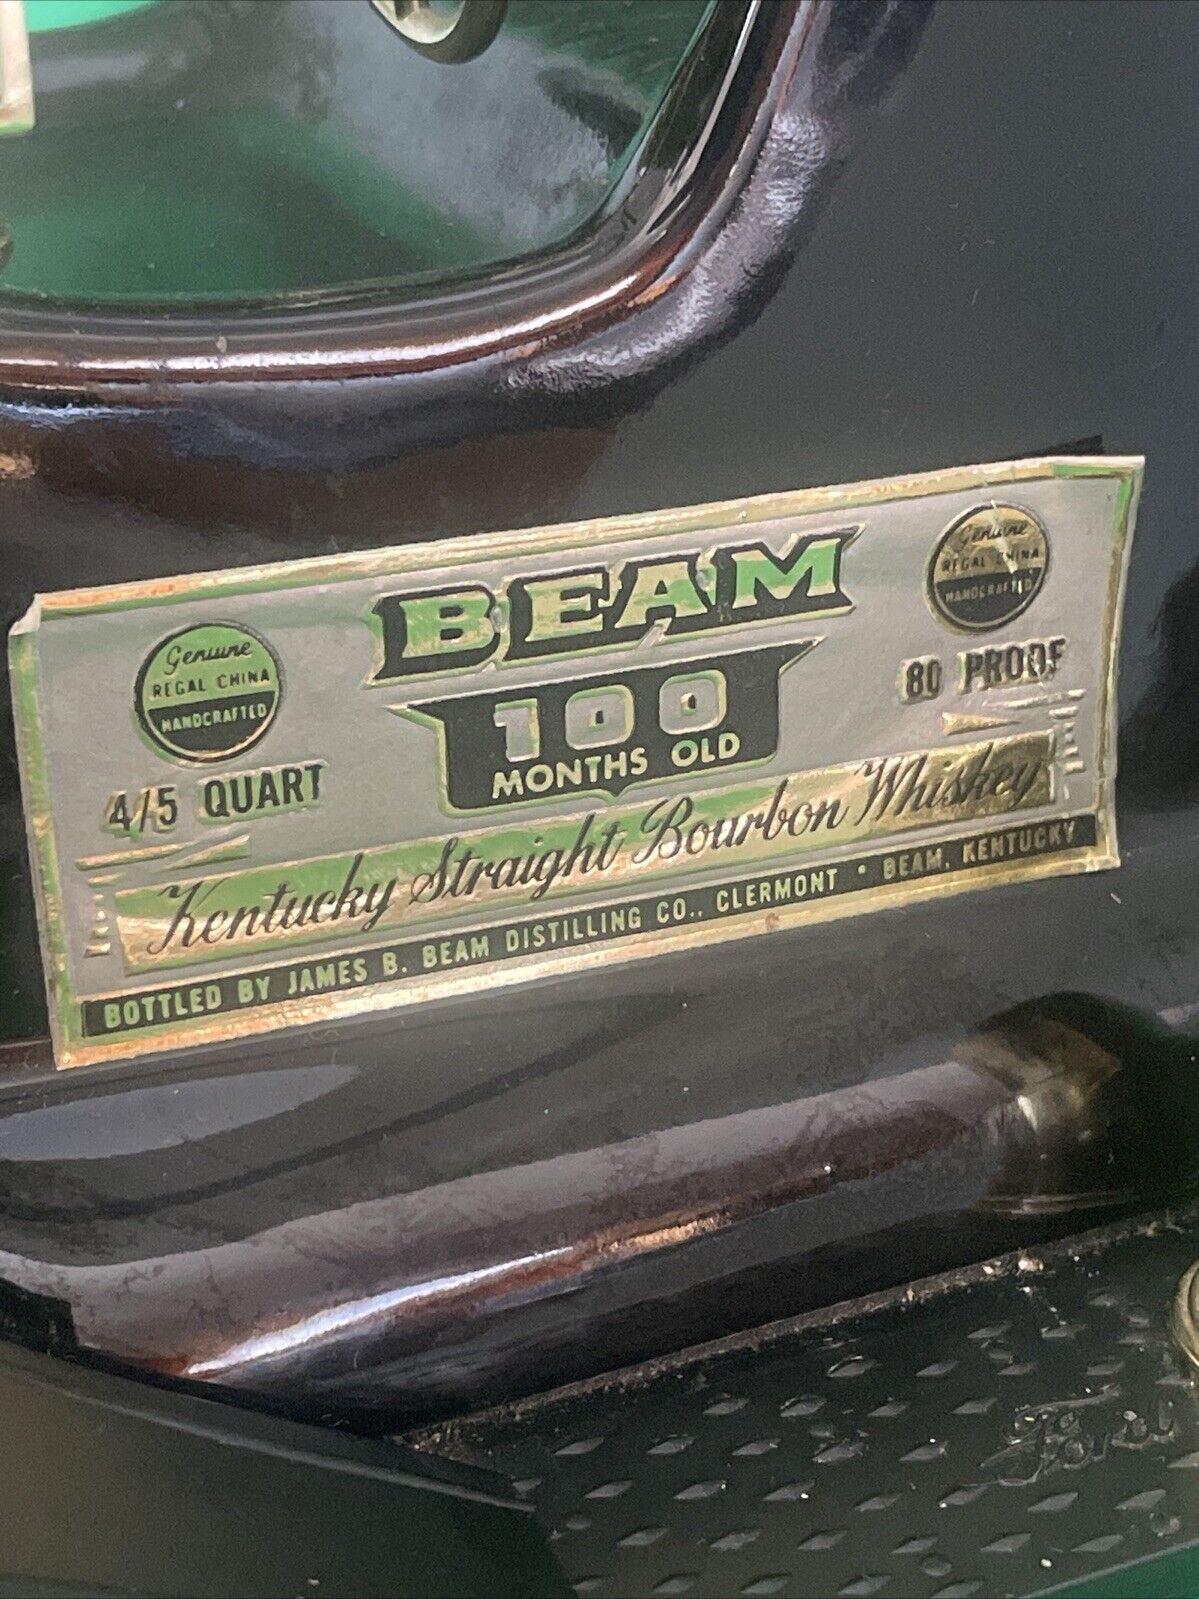 BEAM
Genuine
REGAL CHINA
HANDCRAFTED
Genuine
REGAL CHINA
HANDCRAFTED
100
MONTHS OLD
4/5 QUART
80 PROOF
Kentucky Straight Bourbon Whiskey
BOTTLED BY JAMES B. BEAM DISTILLING CO., CLERMONT • BEAM, KENTUCKY
Ford